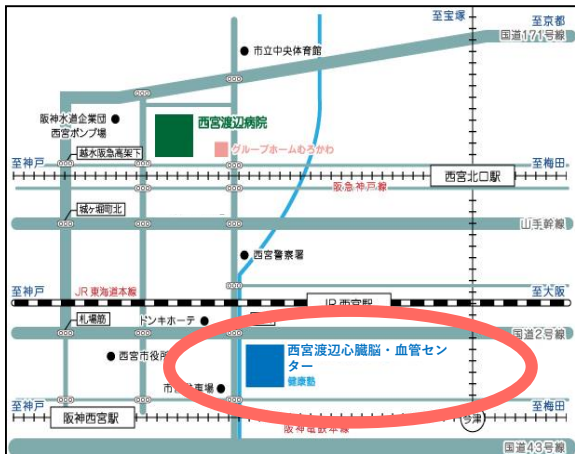 至宝塚
至京都
国道171号線
市立中央体育館
阪神水道企業団
西宮ポンプ場
西宮渡辺病院
グループホームむろかわ
至神戸
越水阪急高架下
至梅田
西宮北口駅
阪急神戸線
城ヶ堀町北
山手幹線
西宮警察署
至神戸
JR東海道本線
至大阪
JR西宮駅
札場筋
ドンキホーテ
国道2号線
西宮渡辺心臓脳・血管セン
ター
健康塾
西宮市役所
至神戸
至梅田
阪神西宮駅
今津
阪神電鉄本線
国道43号線